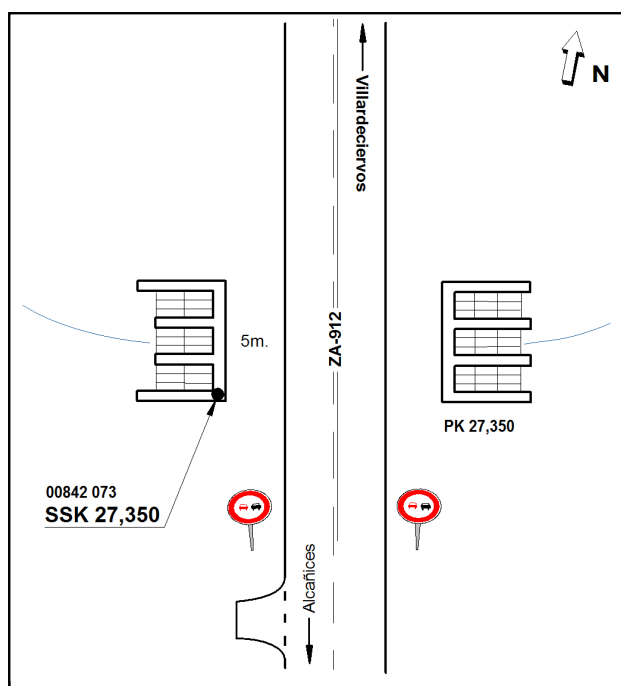 N
Villardeciervos
ZA-912
5m.
PK 27,350
00842 073
SSK 27,350
Alcañices